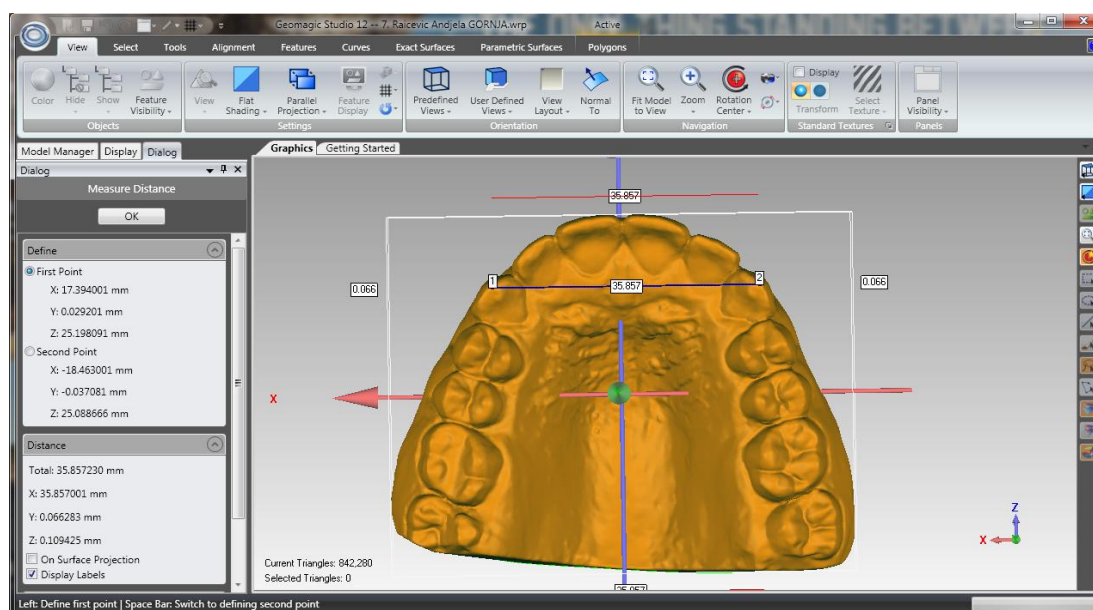 Geomagic Studio 12 -- 7. Raicevic Andjela GORNJA.wrp
Active
View Select Tools Alignment Features Curves Exact Surfaces Parametric Surfaces Polygons
Color Hide Show Feature Visibility
View Flat Shading Parallel Projection Feature Display
Predefined Views User Defined Views View Layout Normal To
Fit Model to View Zoom Rotation Center
Display
Transform Select Texture
Panel Visibility
Objects Settings Orientation Navigation Standard Textures Panels
Model Manager Display Dialog
Graphics Getting Started
Dialog
Measure Distance
OK
Define
First Point
X: 17.394001 mm
Y: 0.029201 mm
Z: 25.198091 mm
Second Point
X: -18.463001 mm
Y: -0.037081 mm
Z: 25.088666 mm
Distance
Total: 35.857230 mm
X: 35.857001 mm
Y: 0.066283 mm
Z: 0.109425 mm
On Surface Projection
Display Labels
35.857
1 35.857 2
0.066
0.066
X
Z
X
Current Triangles: 842,280
Selected Triangles: 0
Left: Define first point | Space Bar: Switch to defining second point